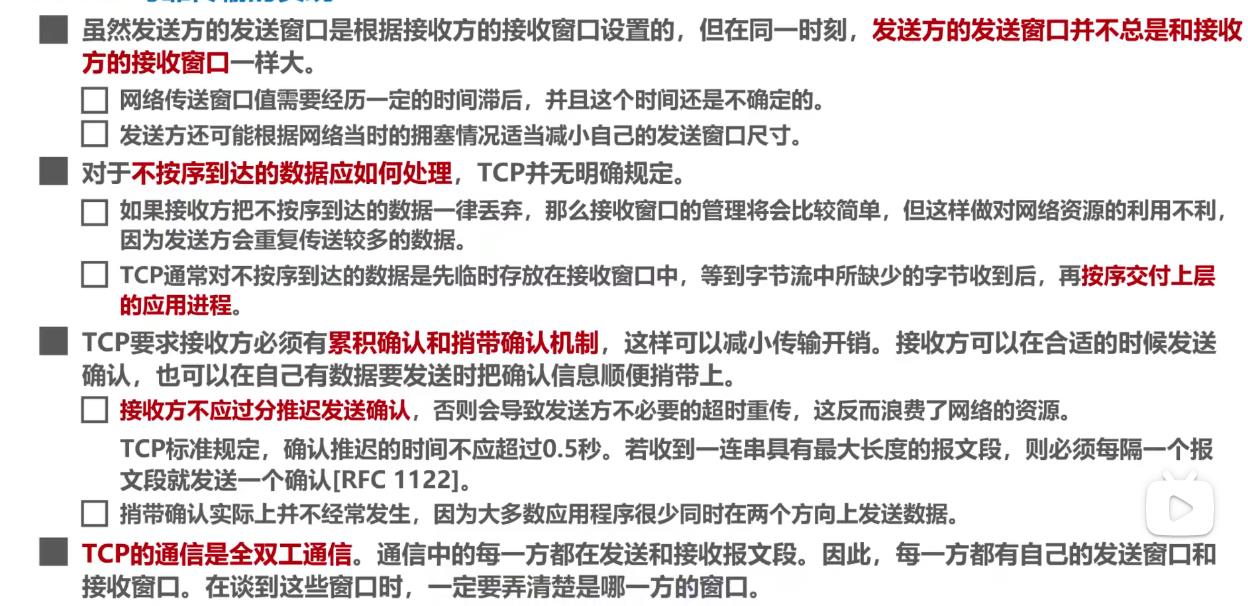 虽然发送方的发送窗口是根据接收方的接收窗口设置的，但在同一时刻，发送方的发送窗口并不总是和接收
方的接收窗口一样大。
网络传送窗口值需要经历一定的时间滞后，并且这个时间还是不确定的。
发送方还可能根据网络当时的拥塞情况适当减小自己的发送窗口尺寸。
对于不按序到达的数据应如何处理，TCP并无明确规定。
如果接收方把不按序到达的数据一律丢弃，那么接收窗口的管理将会比较简单，但这样做对网络资源的利用不利，
因为发送方会重复传送较多的数据。
TCP通常对不按序到达的数据是先临时存放在接收窗口中，等到字节流中所缺少的字节收到后，再按序交付上层
的应用进程。
TCP要求接收方必须有累积确认和捎带确认机制，这样可以减小传输开销。接收方可以在合适的时候发送
确认，也可以在自己有数据要发送时把确认信息顺便捎带上。
接收方不应过分推迟发送确认，否则会导致发送方不必要的超时重传，这反而浪费了网络的资源。
TCP标准规定，确认推迟的时间不应超过0.5秒。若收到一连串具有最大长度的报文段，则必须每隔一个报
文段就发送一个确认[RFC 1122]。
捎带确认实际上并不经常发生，因为大多数应用程序很少同时在两个方向上发送数据。
TCP的通信是全双工通信。通信中的每一方都在发送和接收报文段。因此，每一方都有自己的发送窗口和
接收窗口。在谈到这些窗口时，一定要弄清楚是哪一方的窗口。